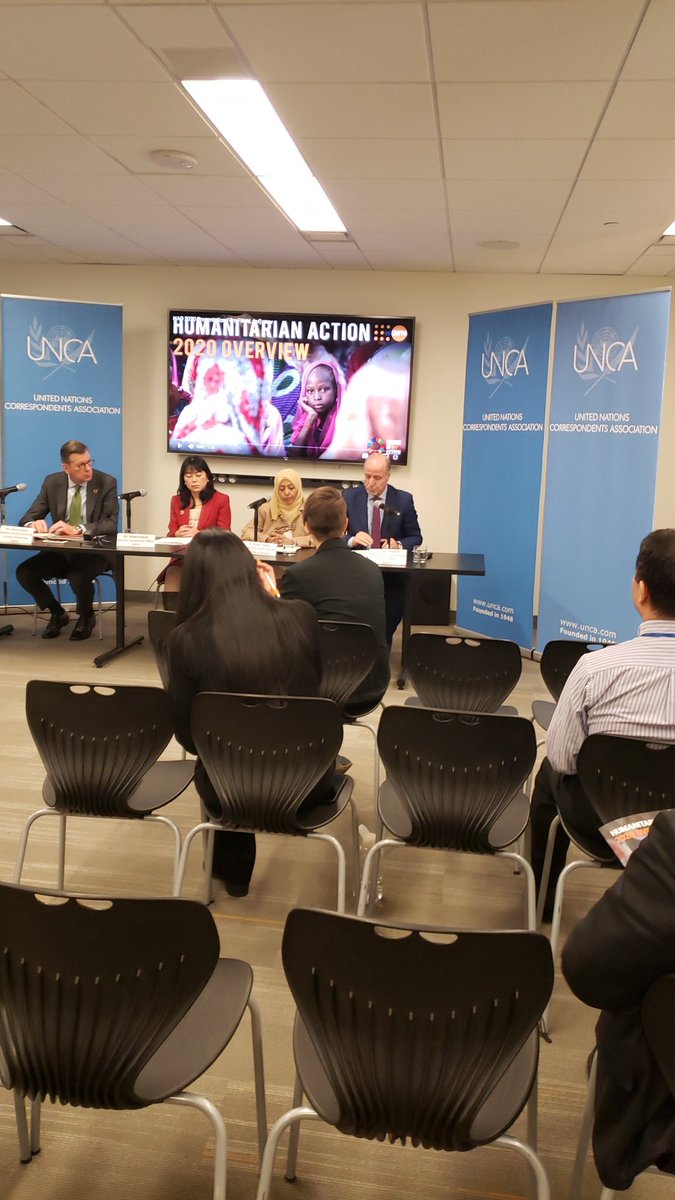 HUMANITARIAN ACTION
2020 OVERVIEW
UNCA
UNITED NATIONS
CORRESPONDENTS ASSOCIATION
UNCA
UNITED NATIONS
CORRESPONDENTS ASSOCIATION
www.unca.com
Founded in 1948
UNCA
UNITED NATIONS
CORRESPONDENTS ASSOCIATION
www.unca.com
Founded in 1948
HUMANITARIAN